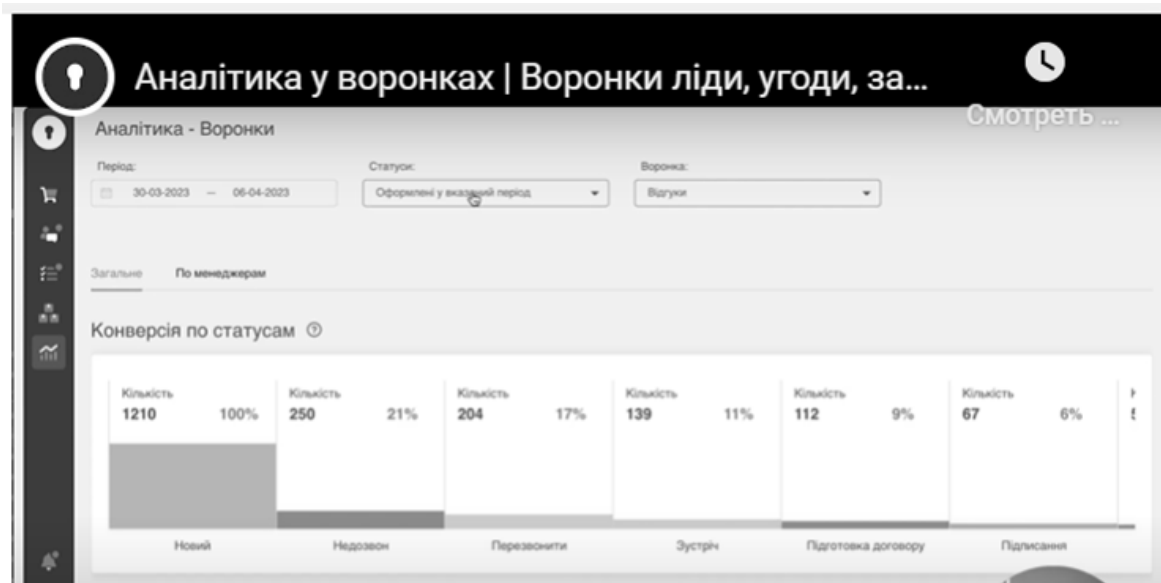 Аналітика у воронках | Воронки ліди, угоди, за...
Смотреть ...
Аналітика - Воронки
Період: Статуси: Воронка:
30-03-2023 — 06-04-2023 Оформлені у вказаний період Відгуки
Загальне По менеджерам
Конверсія по статусам
Кількість Кількість Кількість Кількість Кількість Кількість
1210 100% 250 21% 204 17% 139 11% 112 9% 67 6%
Новий Недозвон Перезвонити Зустріч Підготовка договору Підписання